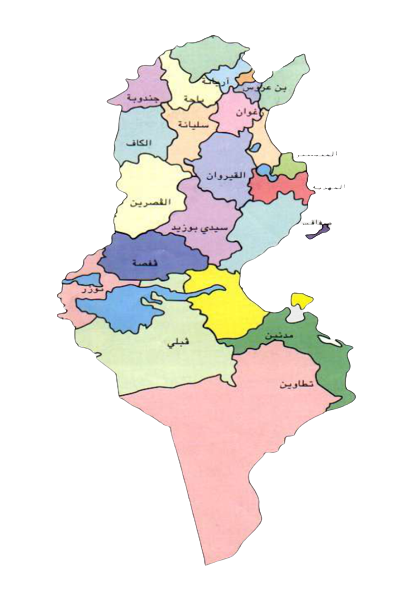 أريانة
بن عروس
جندوبة
باجة
زغوان
سليانة
الكاف
القيروان
المهدية
القصرين
سيدي بوزيد
صفاقس
قفصة
توزر
مدنين
قبلي
تطاوين